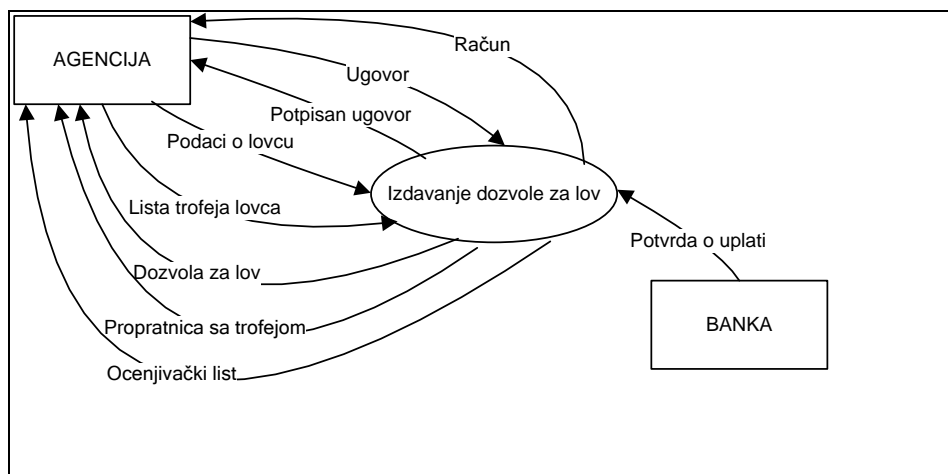 AGENCIJA
Račun
Ugovor
Potpisan ugovor
Podaci o lovcu
Izdavanje dozvole za lov
Lista trofeja lovca
Potvrda o uplati
Dozvola za lov
Propratnica sa trofejom
BANKA
Ocenjivački list